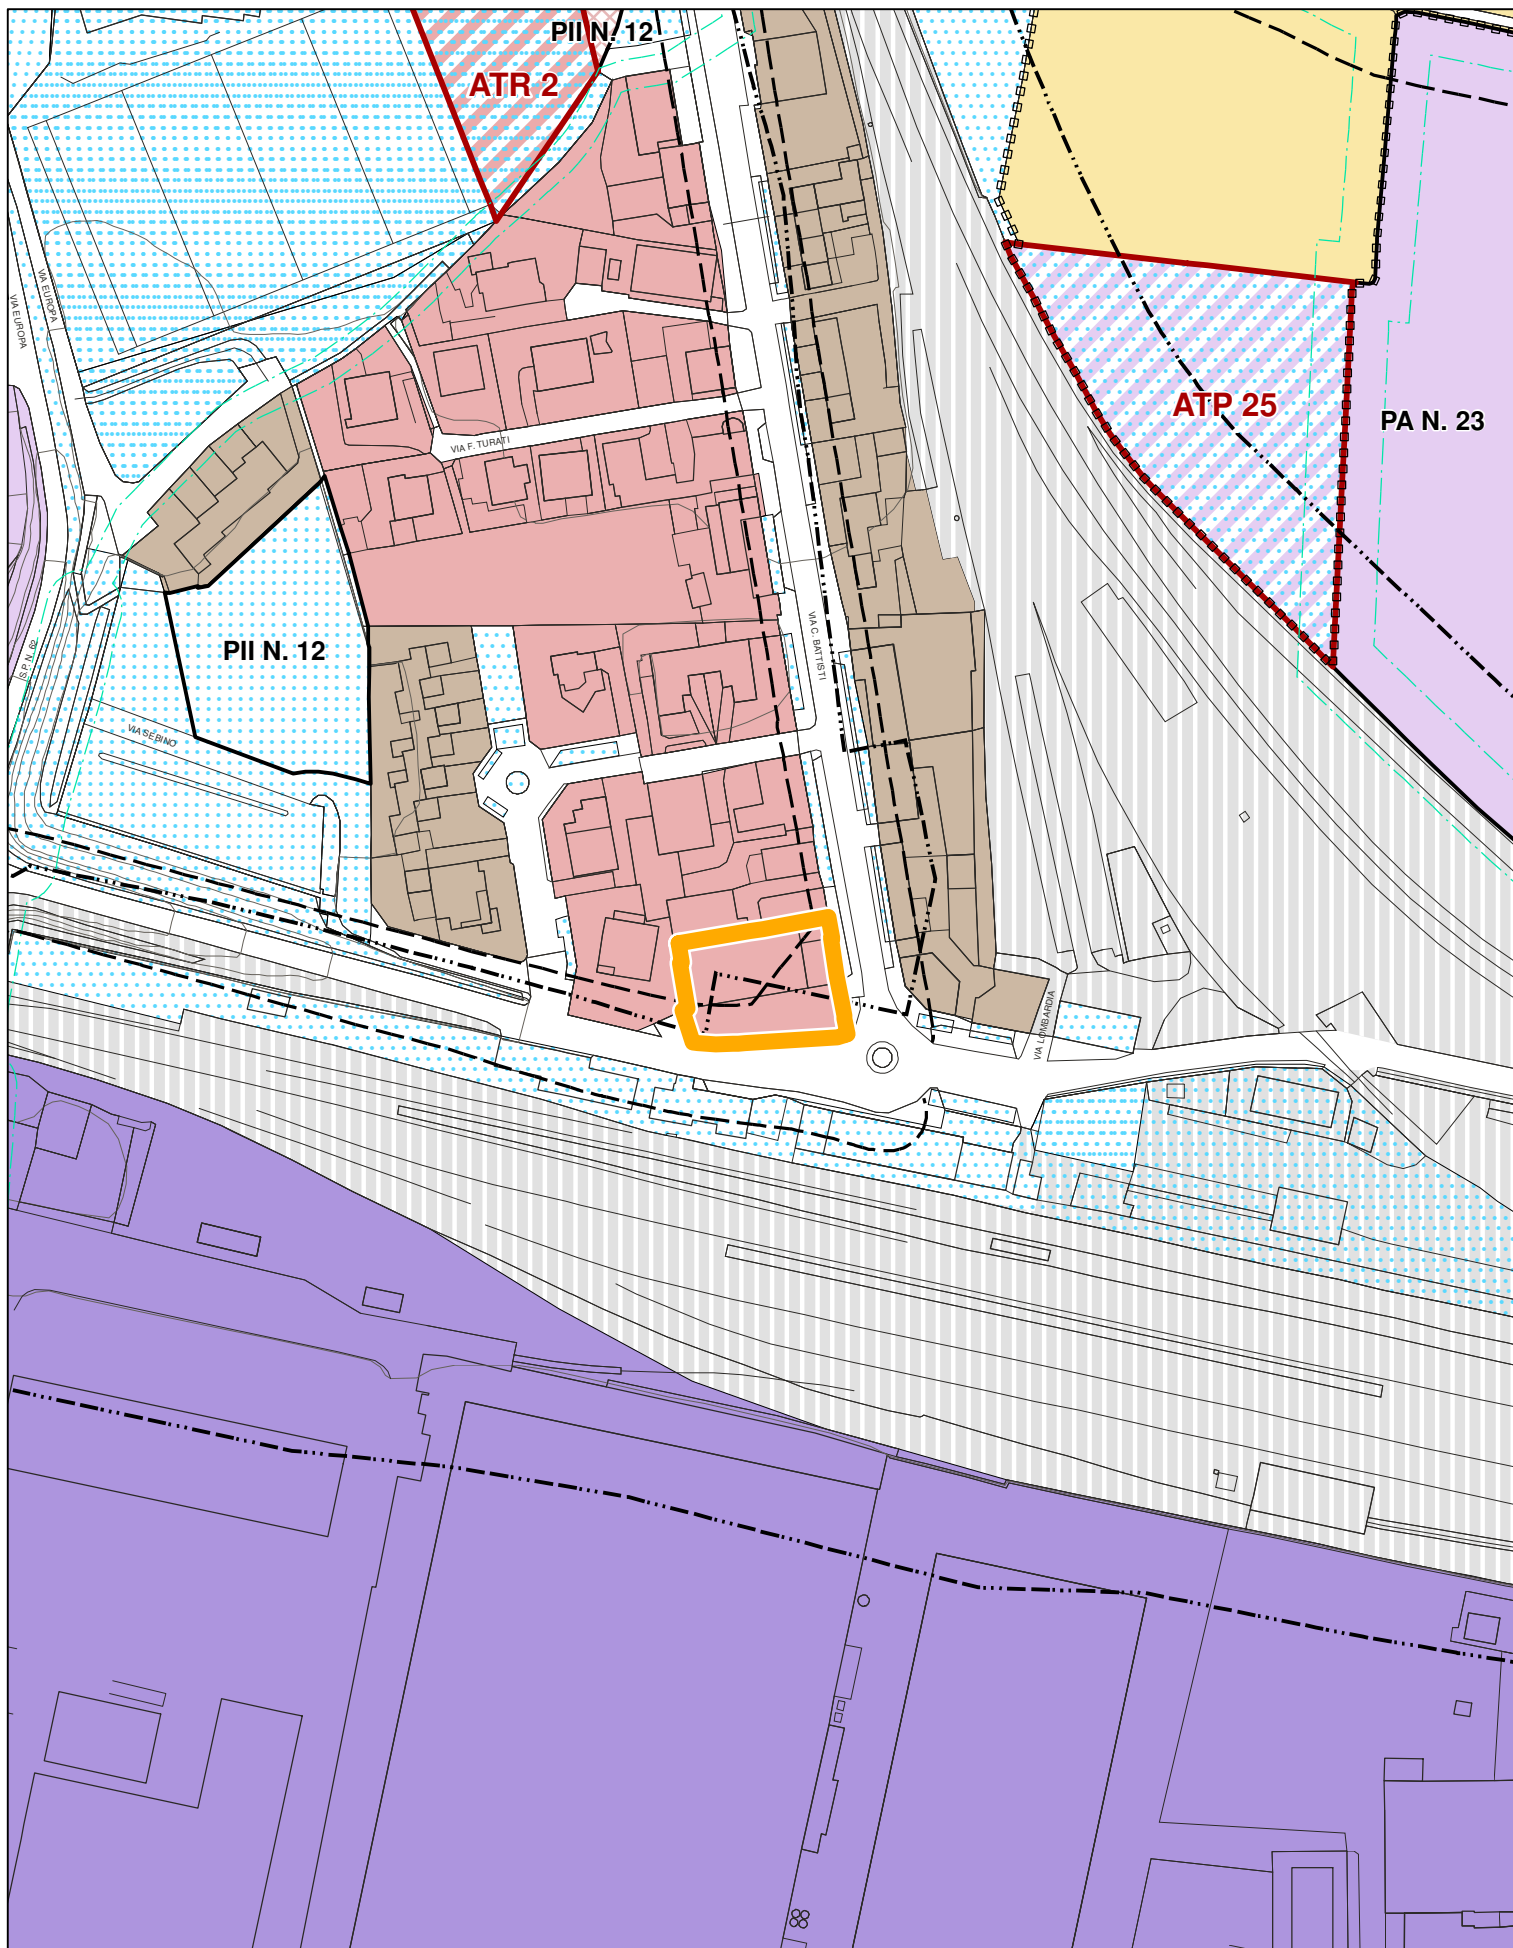 PII N. 12
ATR 2
VIA EUROPA
VIA EUROPA
ATP 25
PA N. 23
VIA F. TURATI
PII N. 12
VIA C. BATTISTI
S.P. N. 62
VIA SEBINO
VIA LOMBARDIA